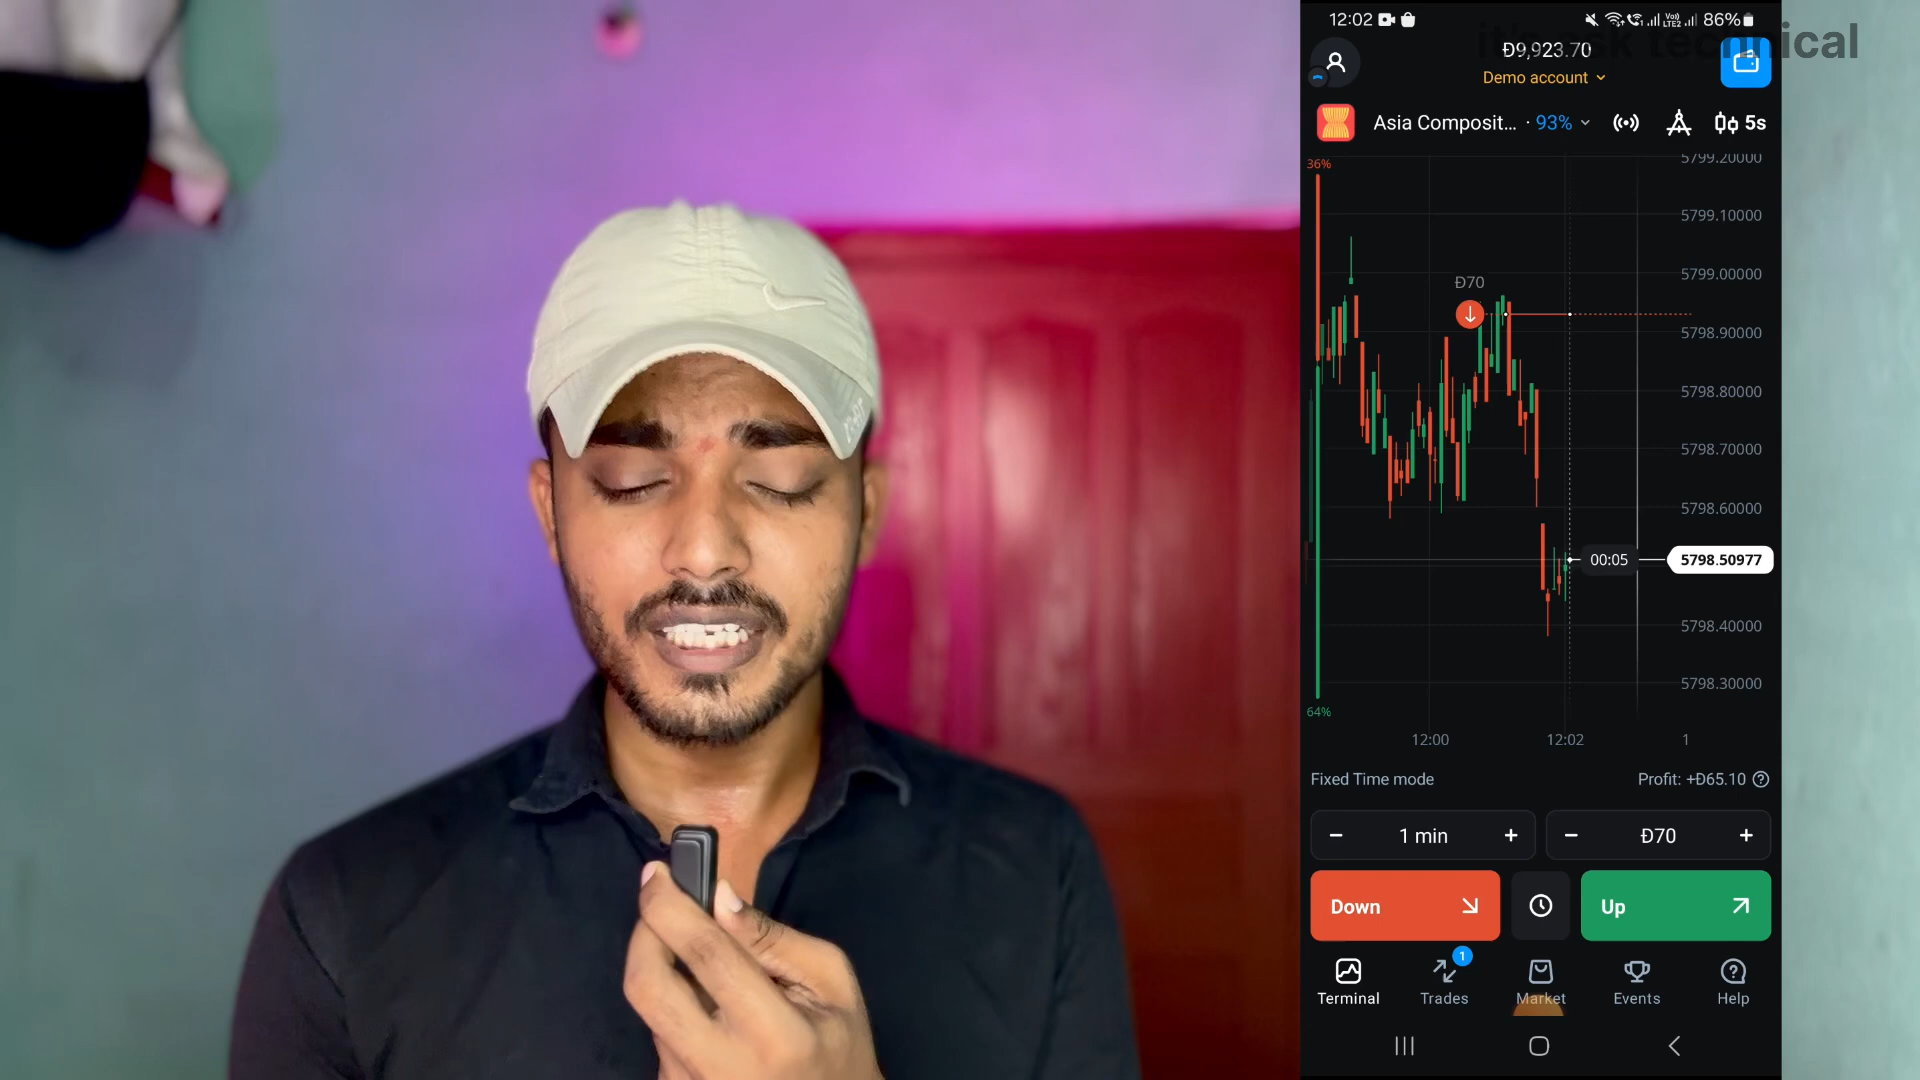 12:02
86%
Đ9,923.70
Demo account
Asia Composit... · 93%
5s
36%
5799.20000
5799.10000
Đ70
5799.00000
5798.90000
5798.80000
5798.70000
5798.60000
00:05
5798.50977
5798.40000
5798.30000
64%
12:00
12:02
1
Fixed Time mode
Profit: +Đ65.10
1 min
Đ70
Down
Up
1
Terminal
Trades
Market
Events
Help